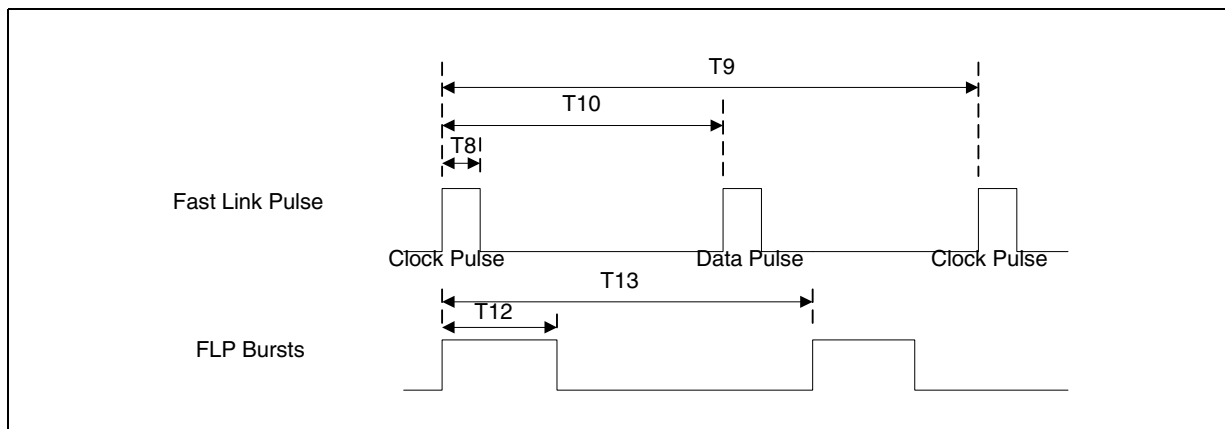 T9
T10
T8
Fast Link Pulse
Clock Pulse Data Pulse Clock Pulse
T13
T12
FLP Bursts